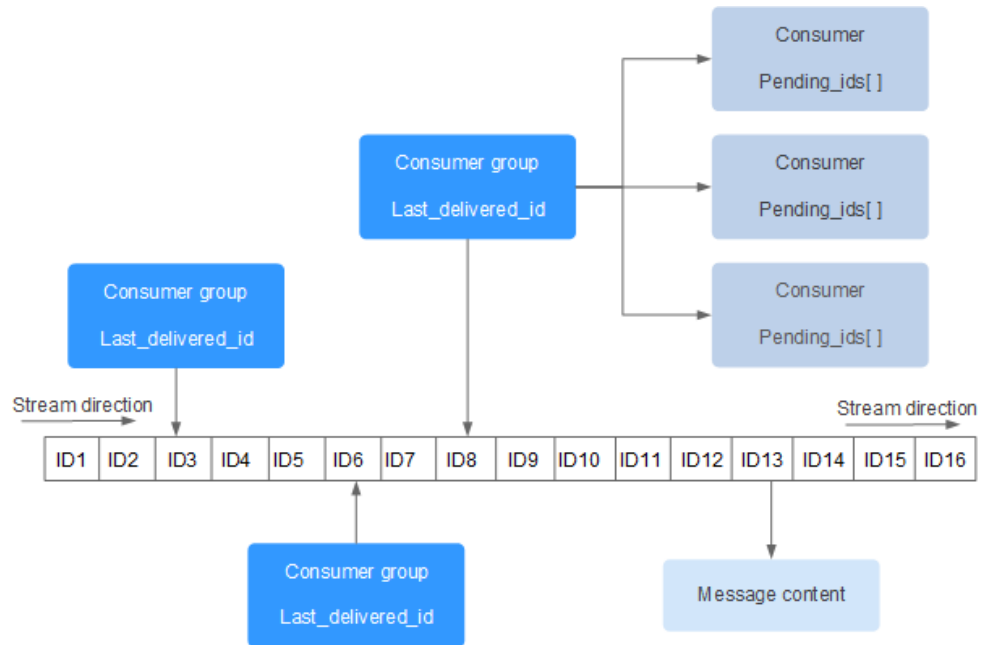 Consumer
Pending_ids[ ]
Consumer group
Last_delivered_id
Consumer
Pending_ids[ ]
Consumer group
Last_delivered_id
Consumer
Pending_ids[ ]
Stream direction
Stream direction
ID1 ID2 ID3 ID4 ID5 ID6 ID7 ID8 ID9 ID10 ID11 ID12 ID13 ID14 ID15 ID16
Consumer group
Last_delivered_id
Message content